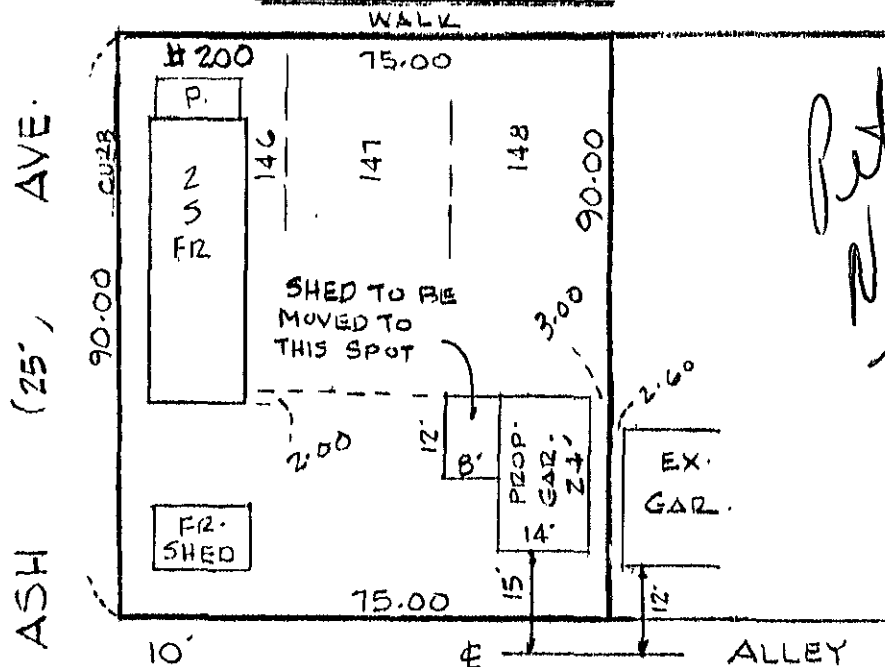 WALK
#200
75.00
P.
146
147
148
AVE.
CURB
90.00
90.00
2
S
FR
SHED TO BE
MOVED TO
THIS SPOT
3.00
2.60
(25',
2.00
12'
8'
PROP.
GAR.
24'
14'
EX.
GAR.
FR.
SHED
15'
12'
75.00
ASH
10'
℄
ALLEY